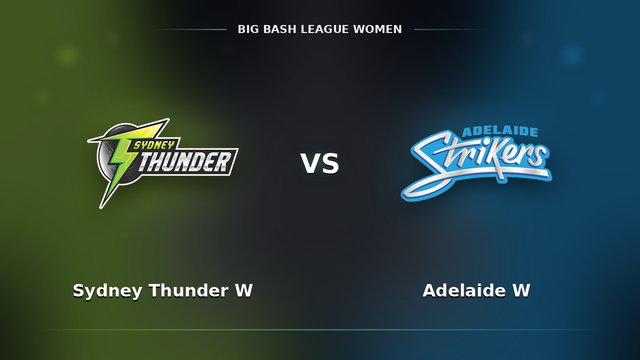 BIG BASH LEAGUE WOMEN
SYDNEY
THUNDER
VS
ADELAIDE
Strikers
Sydney Thunder W
Adelaide W